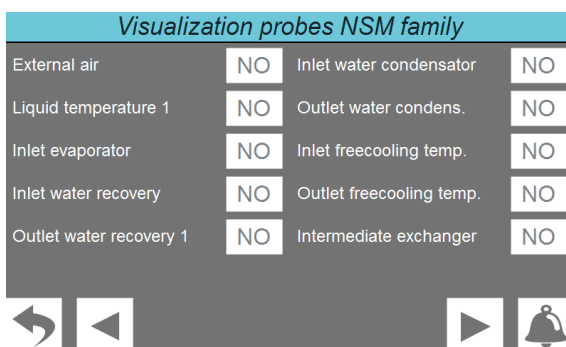 Visualization probes NSM family
External air NO Inlet water condensator NO
Liquid temperature 1 NO Outlet water condens. NO
Inlet evaporator NO Inlet freecooling temp. NO
Inlet water recovery NO Outlet freecooling temp. NO
Outlet water recovery 1 NO Intermediate exchanger NO